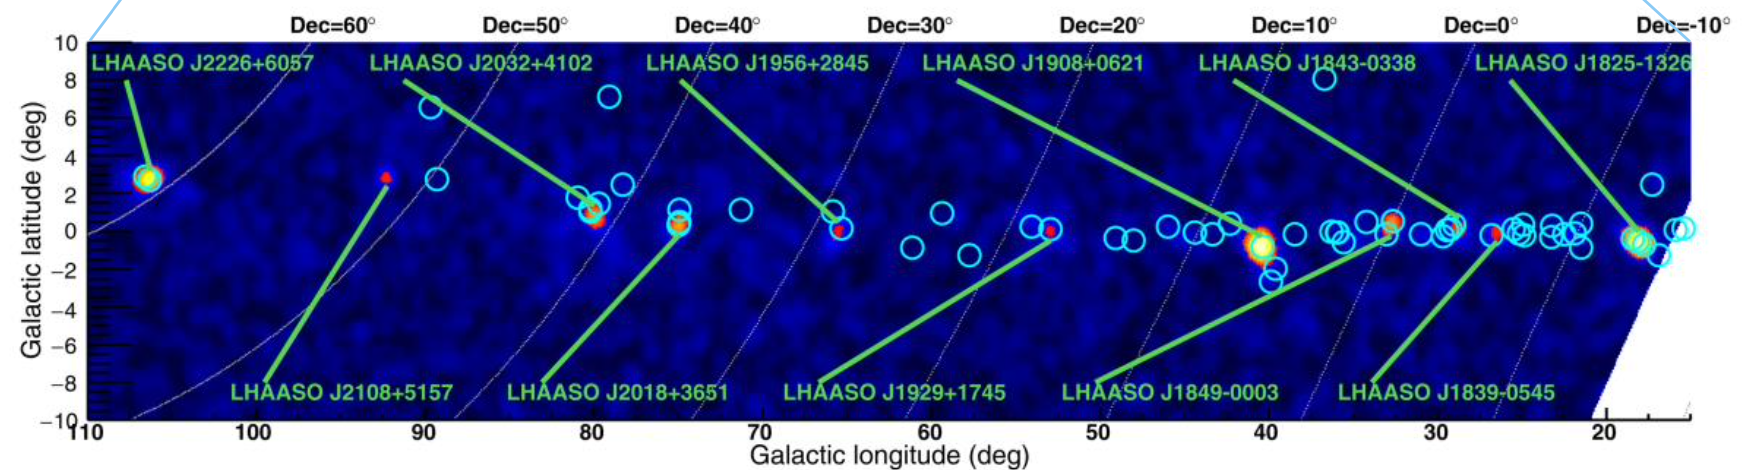 Dec=60° Dec=50° Dec=40° Dec=30° Dec=20° Dec=10° Dec=0° Dec=-10°
10
LHAASO J2226+6057 LHAASO J2032+4102 LHAASO J1956+2845 LHAASO J1908+0621 LHAASO J1843-0338 LHAASO J1825-1326
8
6
4
2
0
−2
−4
−6
−8
LHAASO J2108+5157 LHAASO J2018+3651 LHAASO J1929+1745 LHAASO J1849-0003 LHAASO J1839-0545
−10
Galactic latitude (deg)
110 100 90 80 70 60 50 40 30 20
Galactic longitude (deg)